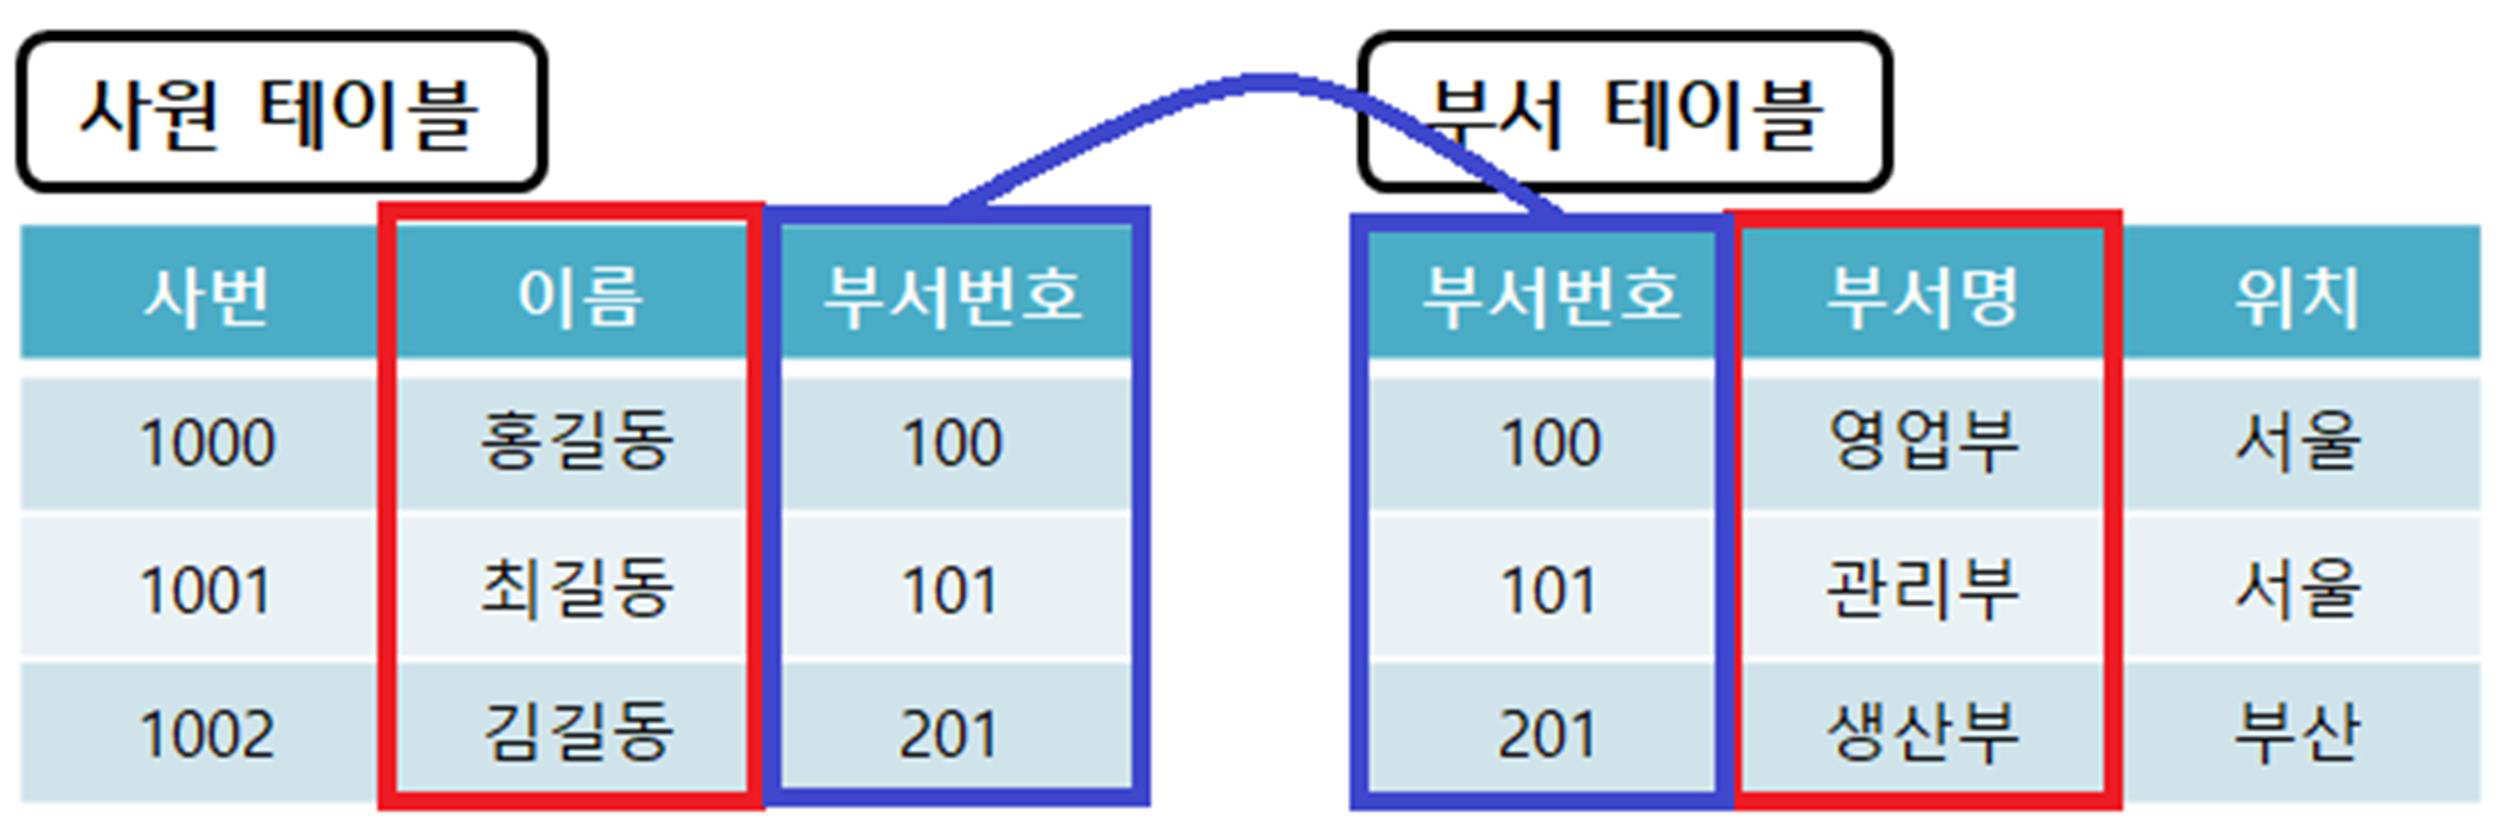 사원 테이블
부서 테이블
사번 이름 부서번호
1000 홍길동 100
1001 최길동 101
1002 김길동 201
부서번호 부서명 위치
100 영업부 서울
101 관리부 서울
201 생산부 부산